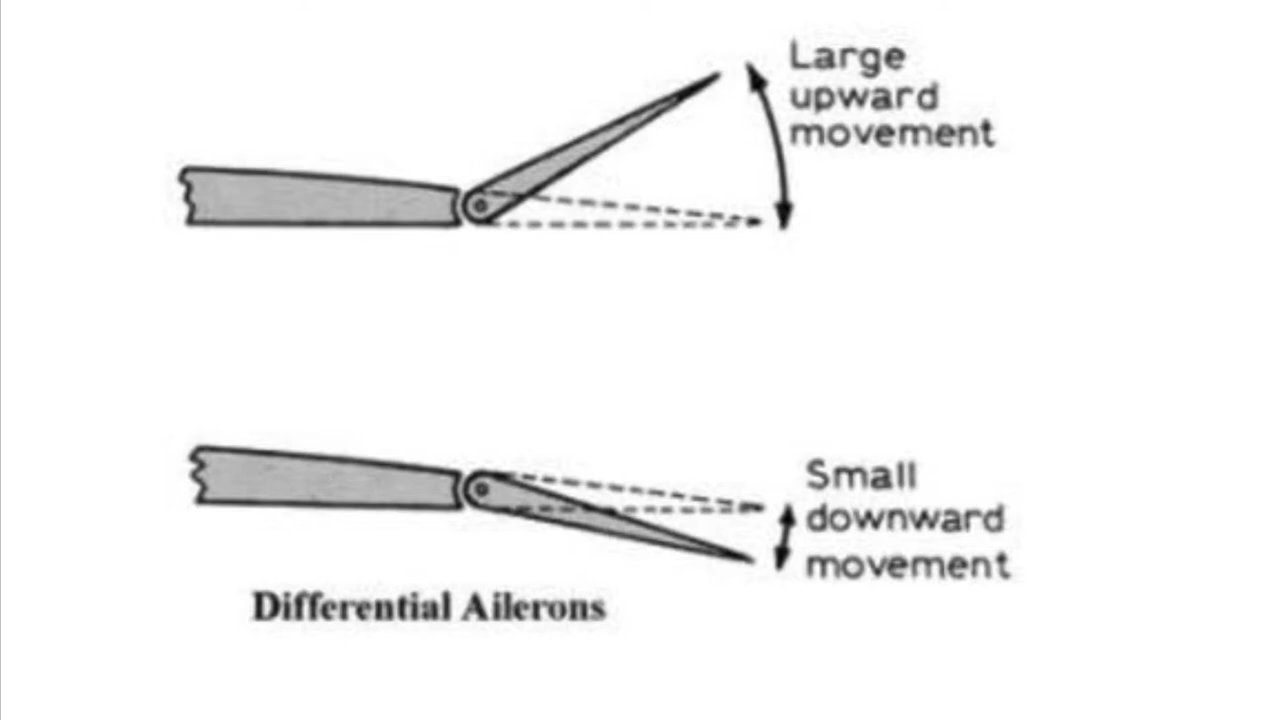 Large
upward
movement
Small
downward
movement
Differential Ailerons